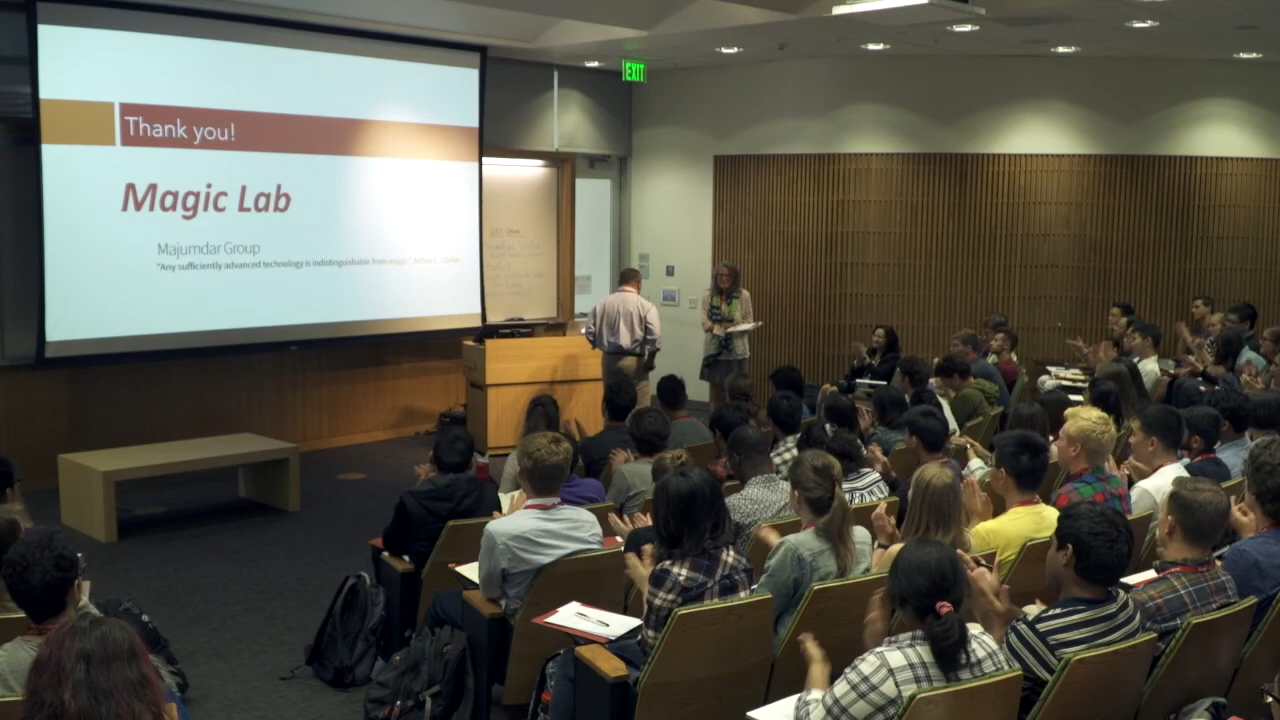 EXIT
Thank you!
Magic Lab
Majumdar Group
"Any sufficiently advanced technology is indistinguishable from magic." Arthur C. Clarke